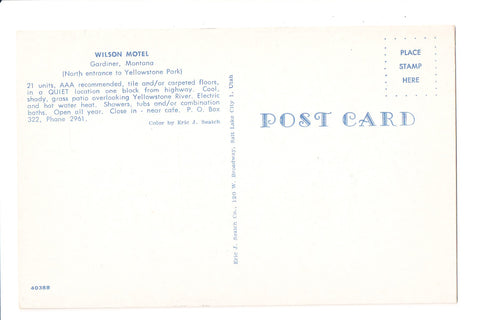 WILSON MOTEL
Gardiner, Montana
(North entrance to Yellowstone Park)
21 units, AAA recommended, tile and/or carpeted floors,
in a QUIET location one block from highway. Cool,
shady, grass patio overlooking Yellowstone River. Electric
and hot water heat. Showers, tubs and/or combination
baths. Open all year. Close in - near cafe. P. O. Box
322, Phone 2961.
Color by Eric J. Seaich
40388
Eric J. Seaich Co., 120 W. Broadway, Salt Lake City 1, Utah
PLACE
STAMP
HERE
POST CARD